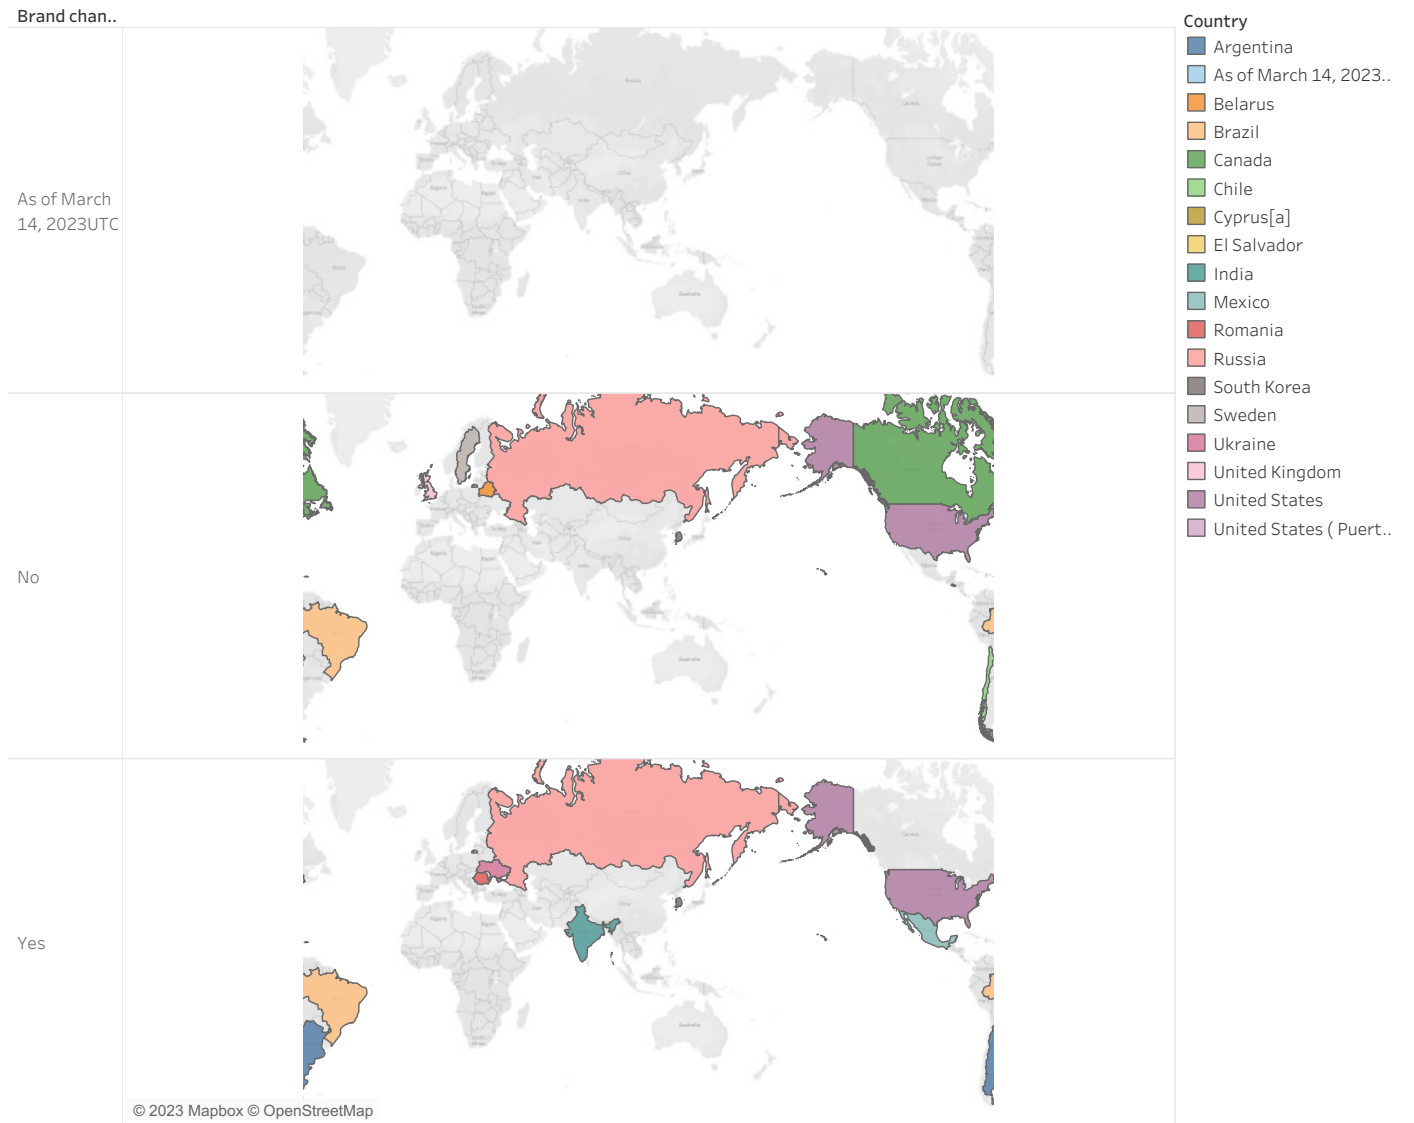 Brand chan..
Country
Argentina
As of March 14, 2023..
Belarus
Brazil
Canada
Chile
Cyprus[a]
El Salvador
India
Mexico
Romania
Russia
South Korea
Sweden
Ukraine
United Kingdom
United States
United States ( Puert..
As of March
14, 2023UTC
No
Yes
© 2023 Mapbox © OpenStreetMap